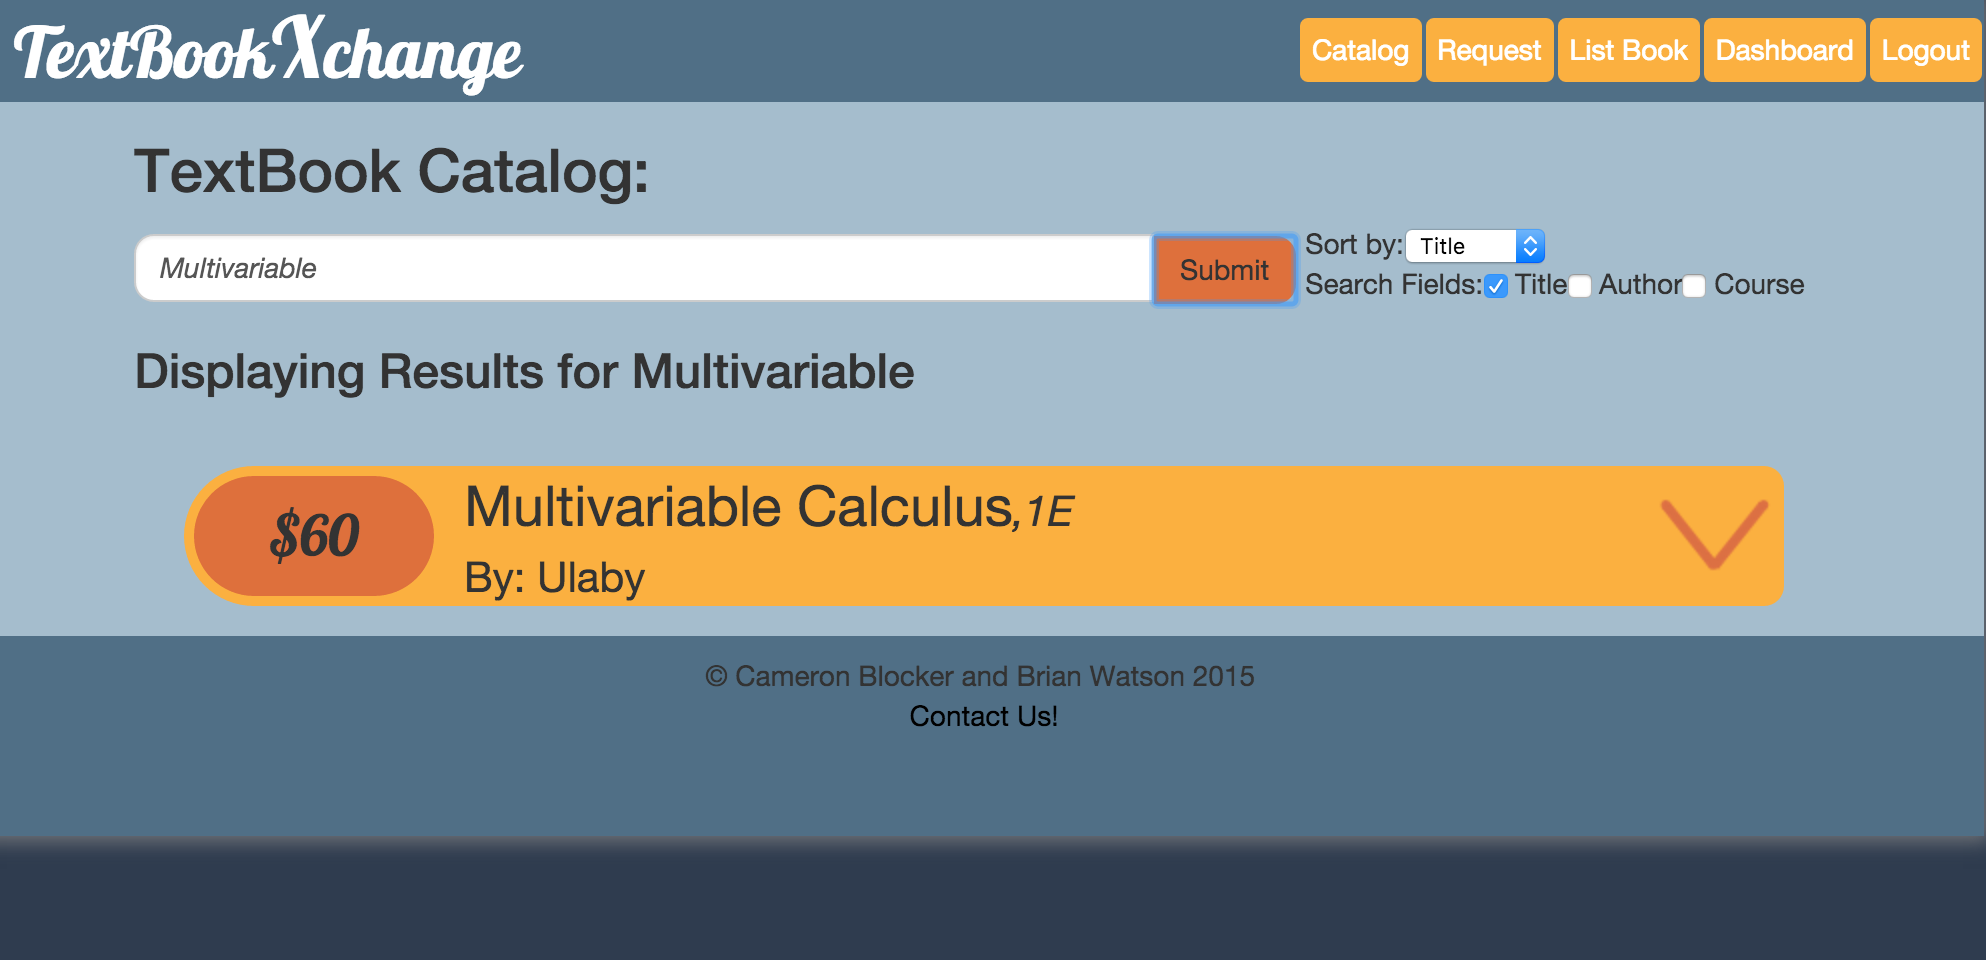 TextBookXchange
Catalog Request List Book Dashboard Logout
TextBook Catalog:
Multivariable Submit
Sort by: Title
Search Fields: Title Author Course
Displaying Results for Multivariable
$60
Multivariable Calculus,1E
By: Ulaby
© Cameron Blocker and Brian Watson 2015
Contact Us!